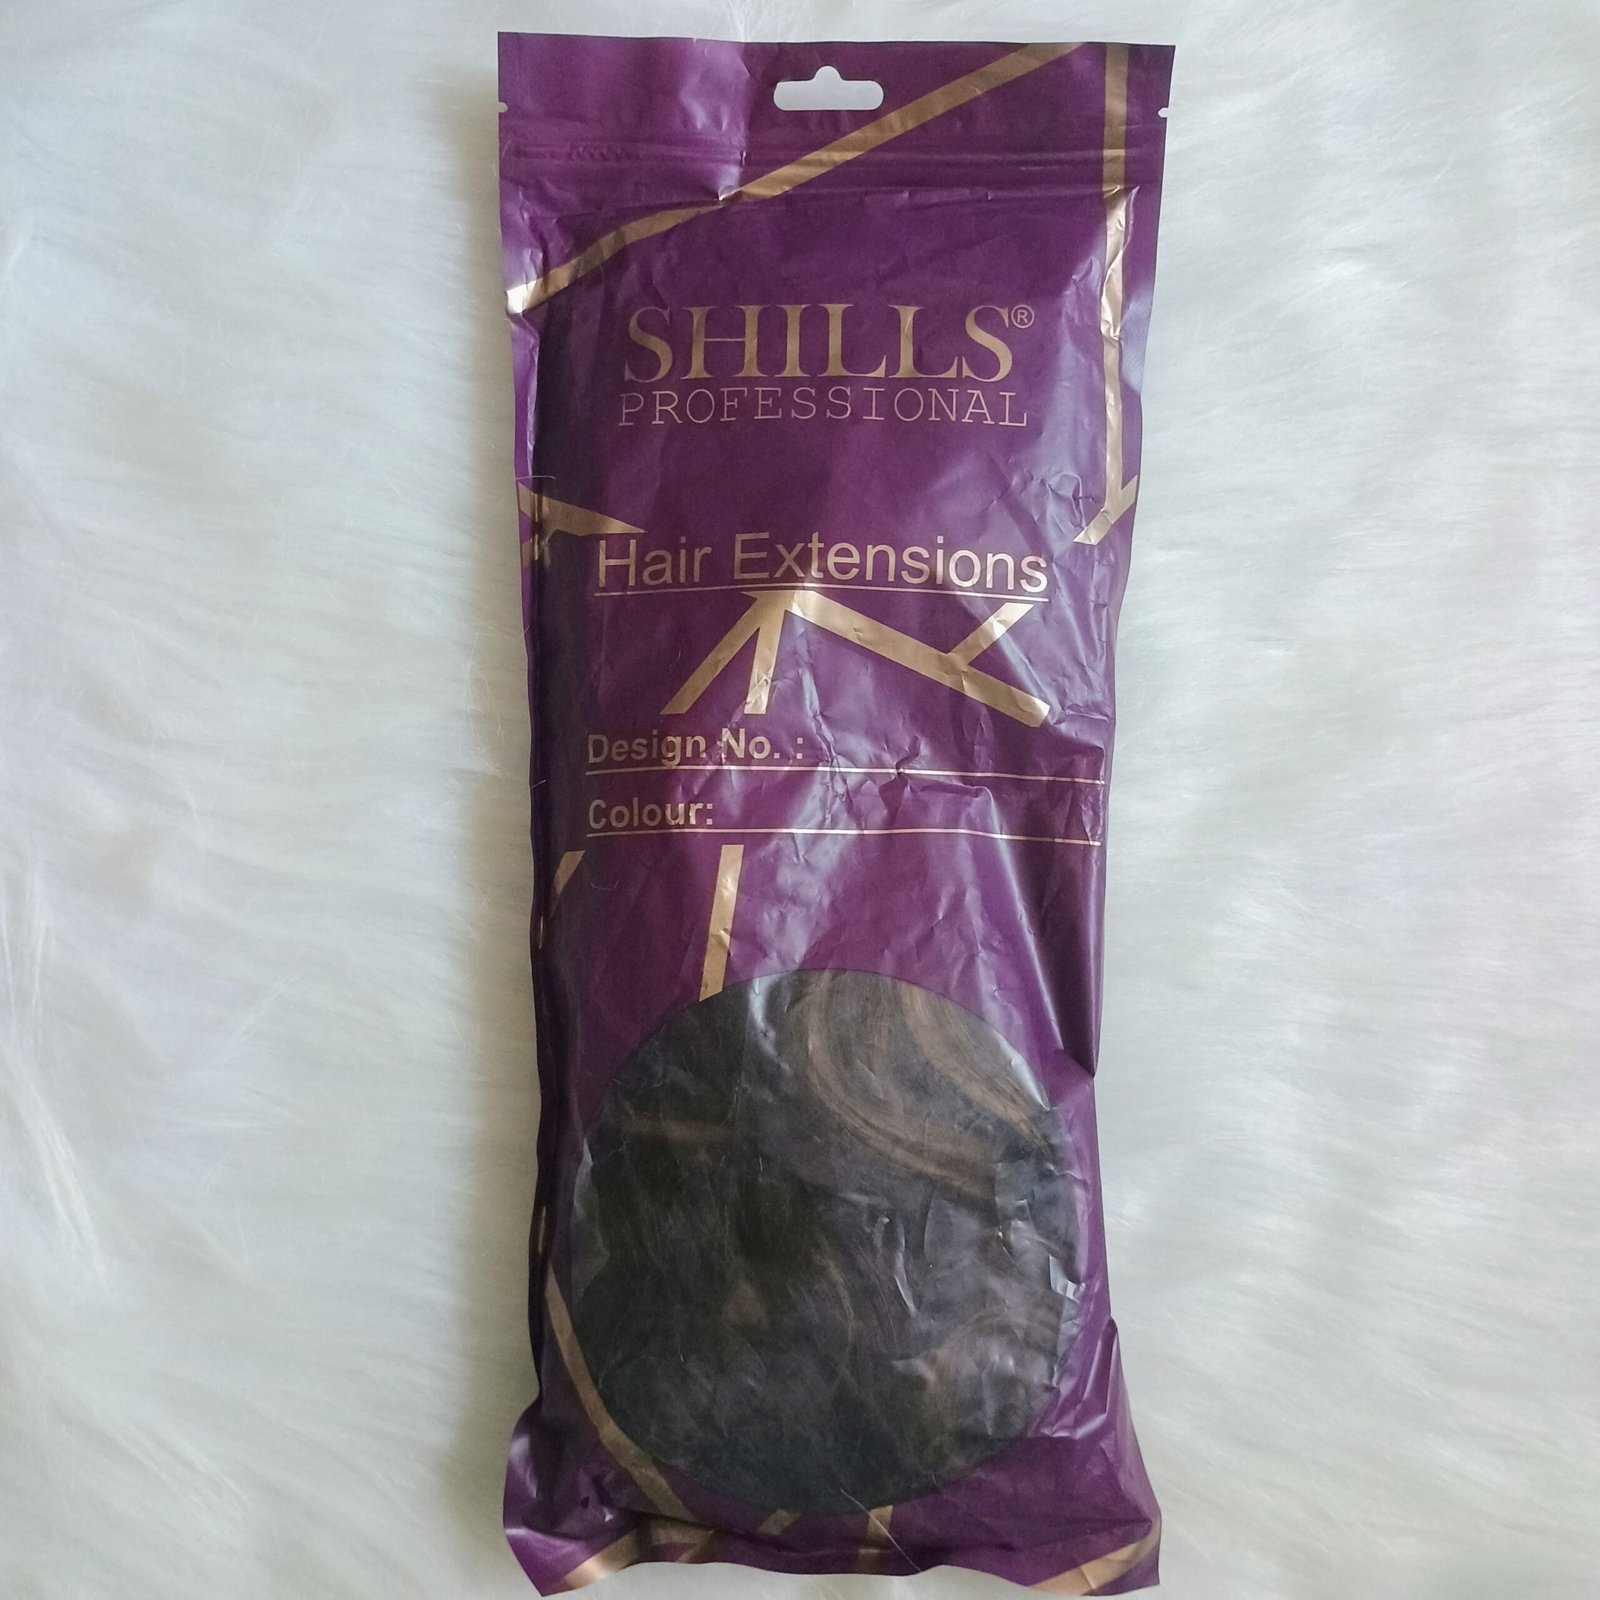 SHILLS®
PROFESSIONAL
Hair Extensions
Design No. :
Colour: